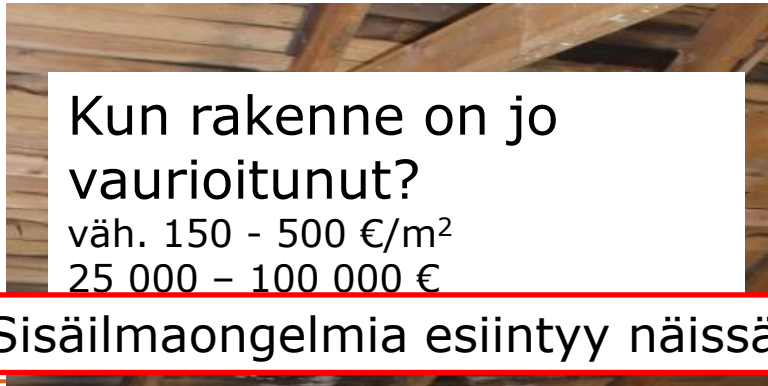 Kun rakenne on jo
vaurioitunut?
väh. 150 - 500 €/m²
25 000 – 100 000 €
Sisäilmaongelmia esiintyy näissä